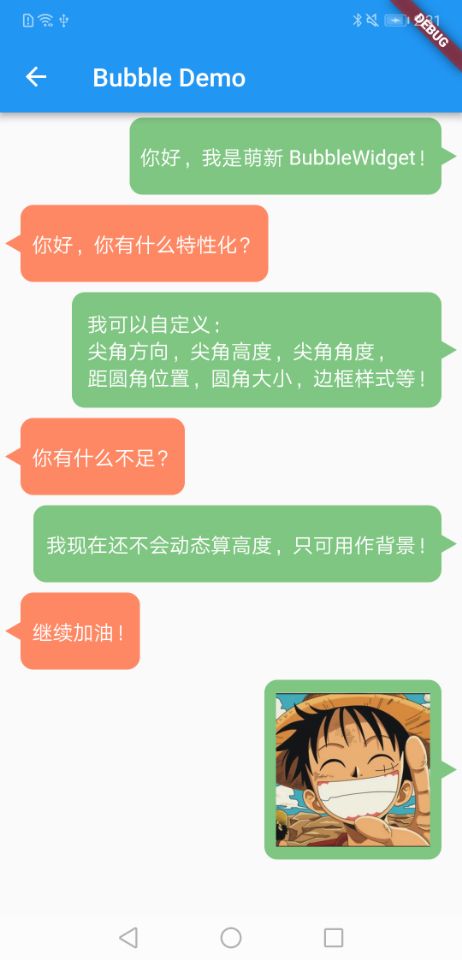 DEBUG
Bubble Demo
你好，我是萌新 BubbleWidget！
你好，你有什么特性化？
我可以自定义：
尖角方向，尖角高度，尖角角度，
距圆角位置，圆角大小，边框样式等！
你有什么不足？
我现在还不会动态算高度，只可用作背景！
继续加油！